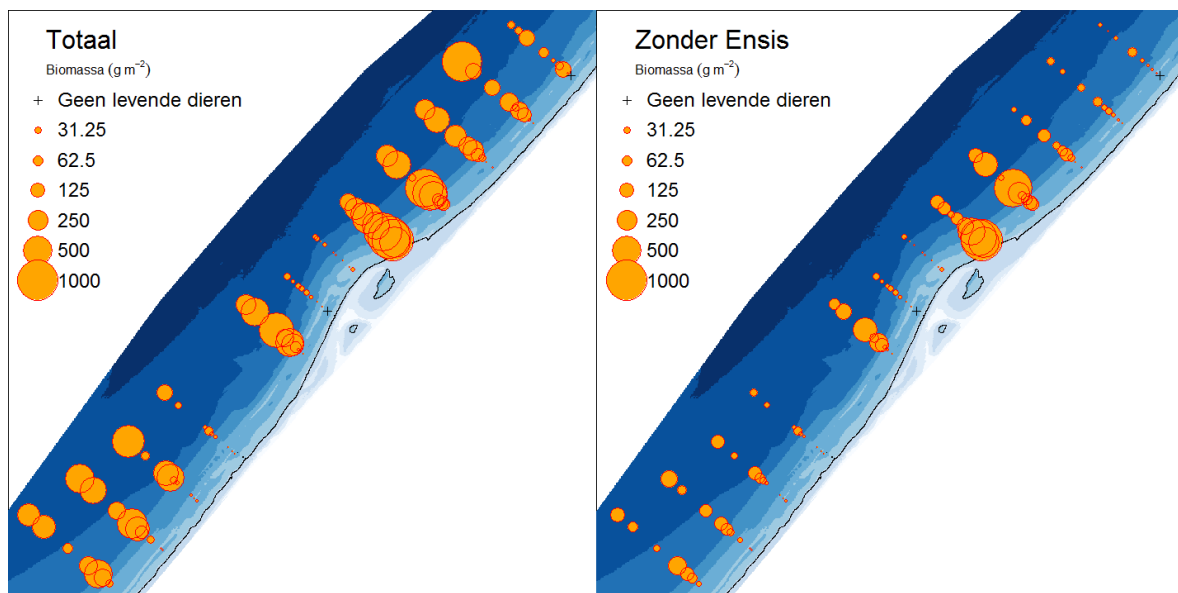 Totaal
Biomassa (g m⁻²)
+ Geen levende dieren
31.25
62.5
125
250
500
1000
Zonder Ensis
Biomassa (g m⁻²)
+ Geen levende dieren
31.25
62.5
125
250
500
1000